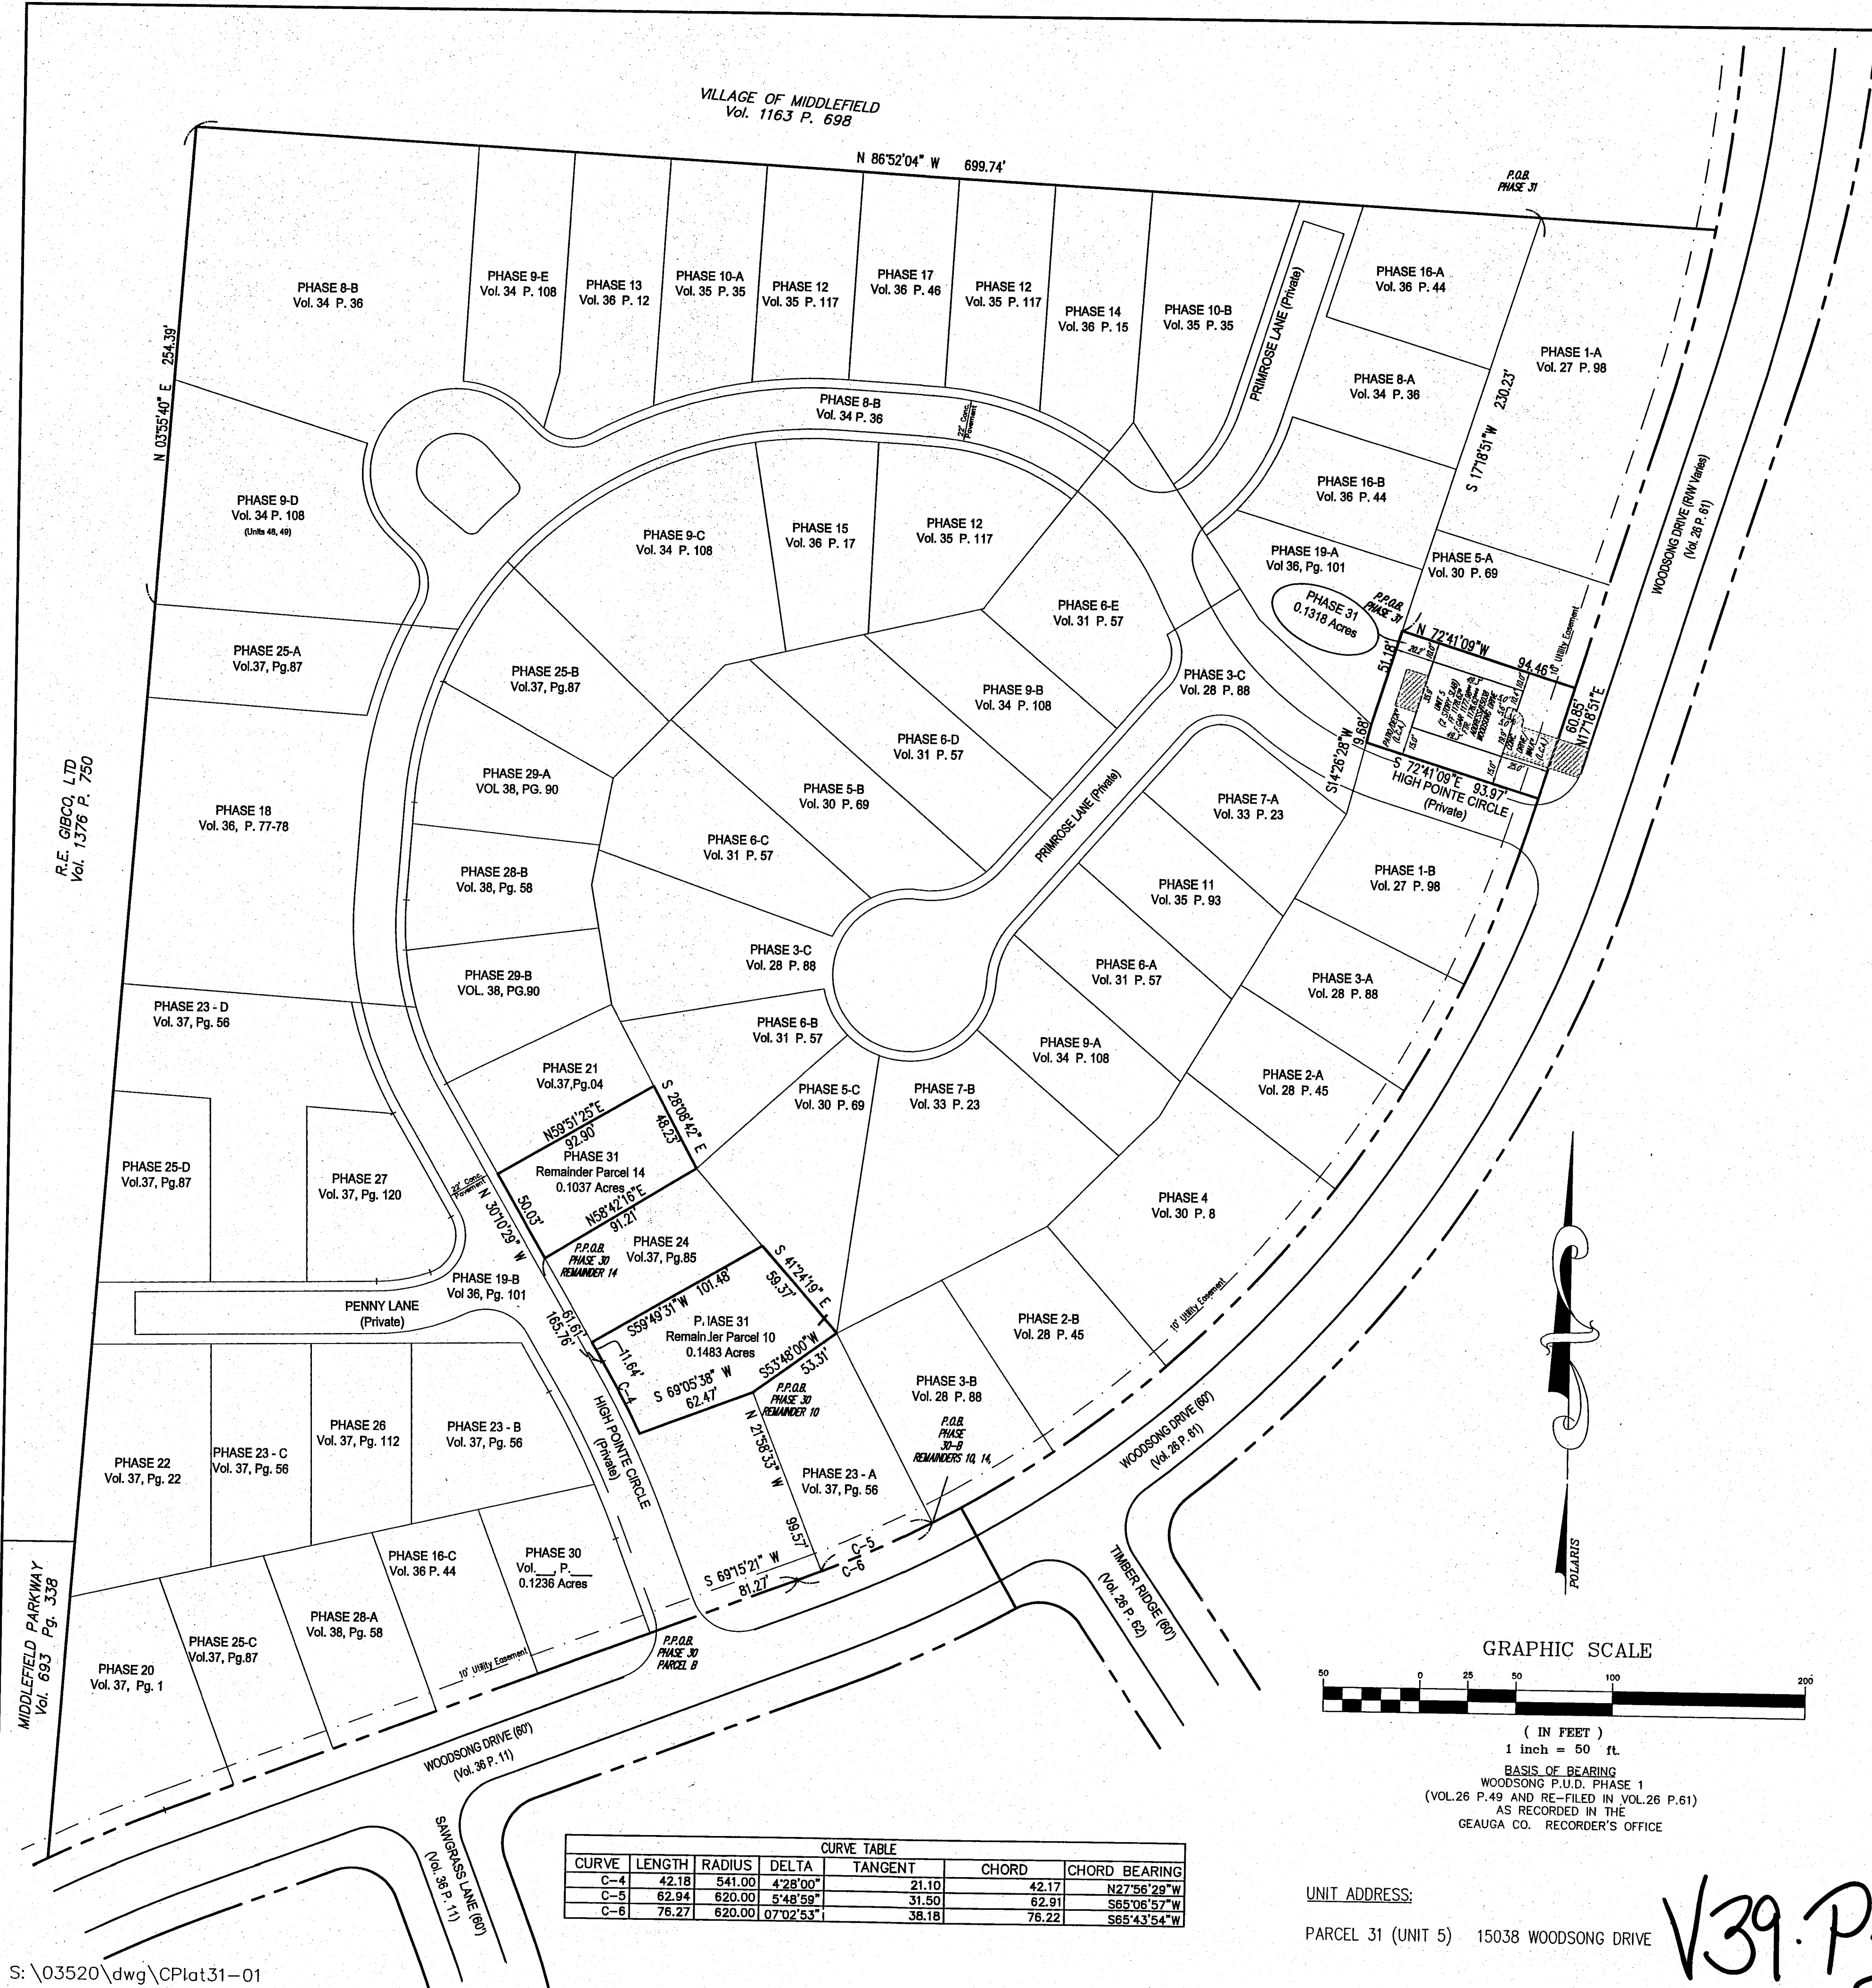 VILLAGE OF MIDDLEFIELD
Vol. 1163 P. 698
N 86°52'04" W 699.74'
P.O.B.
PHASE 31
N 03°55'40" E 254.39'
PHASE 8-B
Vol. 34 P. 36
PHASE 9-E
Vol. 34 P. 108
PHASE 13
Vol. 36 P. 12
PHASE 10-A
Vol. 35 P. 35
PHASE 12
Vol. 35 P. 117
PHASE 17
Vol. 36 P. 46
PHASE 12
Vol. 35 P. 117
PHASE 14
Vol. 36 P. 15
PHASE 10-B
Vol. 35 P. 35
PRIMROSE LANE (Private)
PHASE 16-A
Vol. 36 P. 44
PHASE 1-A
Vol. 27 P. 98
PHASE 8-A
Vol. 34 P. 36
S 17°18'51"W 230.23'
PHASE 8-B
Vol. 34 P. 36
22' Conc.
Pavement
PHASE 16-B
Vol. 36 P. 44
WOODSONG DRIVE (R/W Varies)
(Vol. 26 P. 61)
PHASE 9-D
Vol. 34 P. 108
(Units 48, 49)
PHASE 9-C
Vol. 34 P. 108
PHASE 15
Vol. 36 P. 17
PHASE 12
Vol. 35 P. 117
PHASE 19-A
Vol 36, Pg. 101
PHASE 5-A
Vol. 30 P. 69
PHASE 31
0.1318 Acres
P.P.O.B.
PHASE 31
PHASE 6-E
Vol. 31 P. 57
N 72°41'09"W
94.46'
10' Utility Easement
51.18'
20.2'
10.0'
PATIO/DECK
(L.C.A.)
UNIT 5
(2 STORY SLAB)
WOODSONG DRIVE
15.0'
15.0'
25.0'
60.85'
N17°18'51"E
9.68'
S14°26'28"W
S 72°41'09"E 93.97'
HIGH POINTE CIRCLE
(Private)
PHASE 25-A
Vol.37, Pg.87
PHASE 25-B
Vol.37, Pg.87
PHASE 3-C
Vol. 28 P. 88
PHASE 9-B
Vol. 34 P. 108
PHASE 6-D
Vol. 31 P. 57
R.E. GIBCO, LTD
Vol. 1376 P. 750
PHASE 18
Vol. 36, P. 77-78
PHASE 29-A
VOL 38, PG. 90
PHASE 5-B
Vol. 30 P. 69
PHASE 7-A
Vol. 33 P. 23
PRIMROSE LANE (Private)
PHASE 6-C
Vol. 31 P. 57
PHASE 28-B
Vol. 38, Pg. 58
PHASE 11
Vol. 35 P. 93
PHASE 1-B
Vol. 27 P. 98
PHASE 3-C
Vol. 28 P. 88
PHASE 29-B
VOL. 38, PG.90
PHASE 6-A
Vol. 31 P. 57
PHASE 3-A
Vol. 28 P. 88
PHASE 23 - D
Vol. 37, Pg. 56
PHASE 6-B
Vol. 31 P. 57
PHASE 9-A
Vol. 34 P. 108
PHASE 21
Vol.37,Pg.04
PHASE 5-C
Vol. 30 P. 69
PHASE 7-B
Vol. 33 P. 23
PHASE 2-A
Vol. 28 P. 45
S 28°08'42" E
48.23'
N59°51'25"E
92.90'
PHASE 31
Remainder Parcel 14
0.1037 Acres
PHASE 25-D
Vol.37, Pg.87
PHASE 27
Vol. 37, Pg. 120
22' Conc.
Pavement
50.03'
N 30°10'29" W
N58°42'16"E
91.21'
PHASE 4
Vol. 30 P. 8
P.P.O.B.
PHASE 30
REMAINDER 14
PHASE 24
Vol.37, Pg.85
S 41°24'19" E
59.37'
PHASE 19-B
Vol 36, Pg. 101
PENNY LANE
(Private)
61.61'
165.76'
S59°49'31"W 101.48'
PHASE 31
Remainder Parcel 10
0.1483 Acres
PHASE 2-B
Vol. 28 P. 45
10' Utility Easement
11.64'
C-4
S 69°05'38" W
62.47'
S53°48'00"W
53.31'
P.P.O.B.
PHASE 30
REMAINDER 10
PHASE 3-B
Vol. 28 P. 88
P.O.B.
PHASE
30-B
REMAINDERS 10, 14,
WOODSONG DRIVE (60')
(Vol. 26 P. 61)
HIGH POINTE CIRCLE
(Private)
N 21°58'33" W
99.57'
PHASE 22
Vol. 37, Pg. 22
PHASE 23 - C
Vol. 37, Pg. 56
PHASE 26
Vol. 37, Pg. 112
PHASE 23 - B
Vol. 37, Pg. 56
PHASE 23 - A
Vol. 37, Pg. 56
POLARIS
PHASE 16-C
Vol. 36 P. 44
PHASE 30
Vol.___, P.___
0.1236 Acres
S 69°15'21" W
81.27'
C-5
C-6
TIMBER RIDGE (60')
(Vol. 26 P. 62)
MIDDLEFIELD PARKWAY
Vol. 693 Pg. 338
PHASE 20
Vol. 37, Pg. 1
PHASE 25-C
Vol.37, Pg.87
PHASE 28-A
Vol. 38, Pg. 58
10' Utility Easement
P.P.O.B.
PHASE 30
PARCEL B
WOODSONG DRIVE (60')
(Vol. 36 P. 11)
SAWGRASS LANE (60')
(Vol. 36 P. 11)
GRAPHIC SCALE
50 0 25 50 100 200
( IN FEET )
1 inch = 50 ft.
BASIS OF BEARING
WOODSONG P.U.D. PHASE 1
(VOL.26 P.49 AND RE-FILED IN VOL.26 P.61)
AS RECORDED IN THE
GEAUGA CO. RECORDER'S OFFICE
CURVE TABLE
CURVE LENGTH RADIUS DELTA TANGENT CHORD CHORD BEARING
C-4 42.18 541.00 4°28'00" 21.10 42.17 N27°56'29"W
C-5 62.94 620.00 5°48'59" 31.50 62.91 S65°06'57"W
C-6 76.27 620.00 07°02'53" 38.18 76.22 S65°43'54"W
UNIT ADDRESS:
PARCEL 31 (UNIT 5) 15038 WOODSONG DRIVE
V39. P.
S:\03520\dwg\CPlat31-01